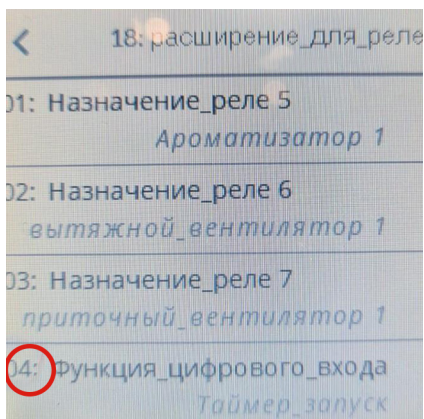 18: расширение_для_реле
01: Назначение_реле 5
Ароматизатор 1
02: Назначение_реле 6
вытяжной_вентилятор 1
03: Назначение_реле 7
приточный_вентилятор 1
04: Функция_цифрового_входа
Таймер_запуск